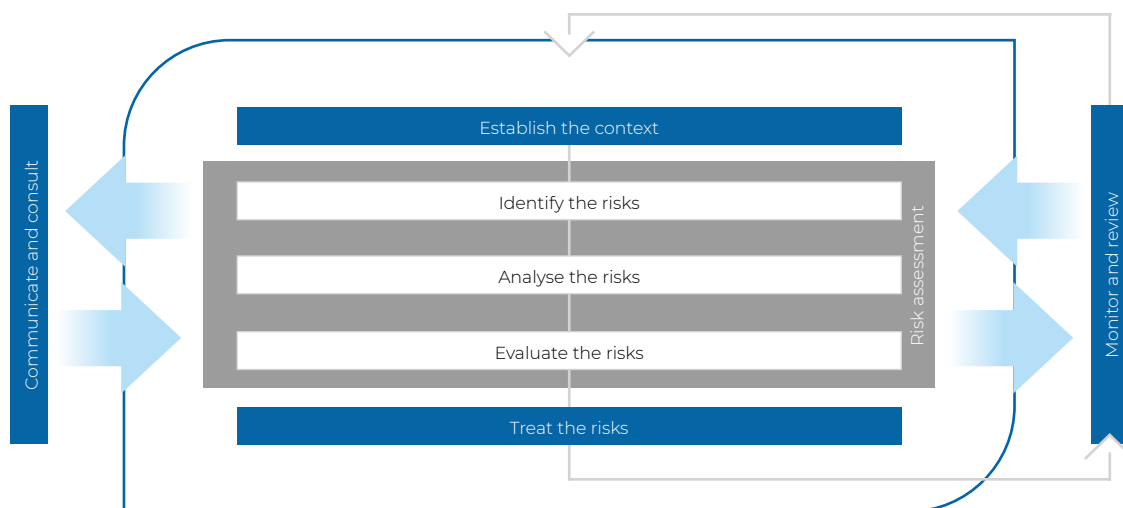 Establish the context
Identify the risks
Analyse the risks
Evaluate the risks
Treat the risks
Communicate and consult
Risk assessment
Monitor and review